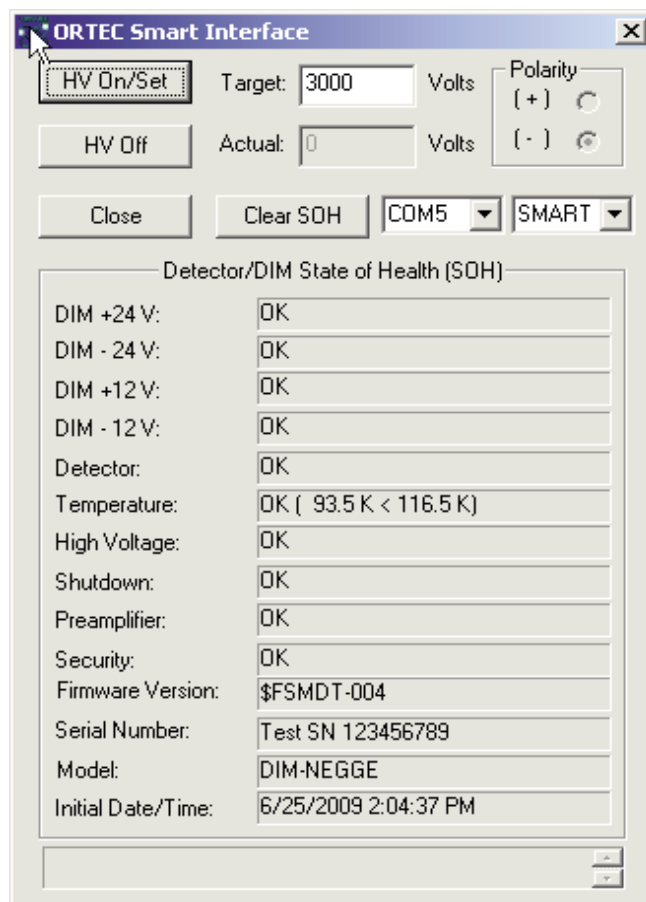 ORTEC Smart Interface
HV On/Set Target: 3000 Volts Polarity
(+)
HV Off Actual: 0 Volts (-)
Close Clear SOH COM5 SMART
Detector/DIM State of Health (SOH)
DIM +24 V: OK
DIM - 24 V: OK
DIM +12 V: OK
DIM - 12 V: OK
Detector: OK
Temperature: OK ( 93.5 K < 116.5 K)
High Voltage: OK
Shutdown: OK
Preamplifier: OK
Security: OK
Firmware Version: $FSMDT-004
Serial Number: Test SN 123456789
Model: DIM-NEGGE
Initial Date/Time: 6/25/2009 2:04:37 PM